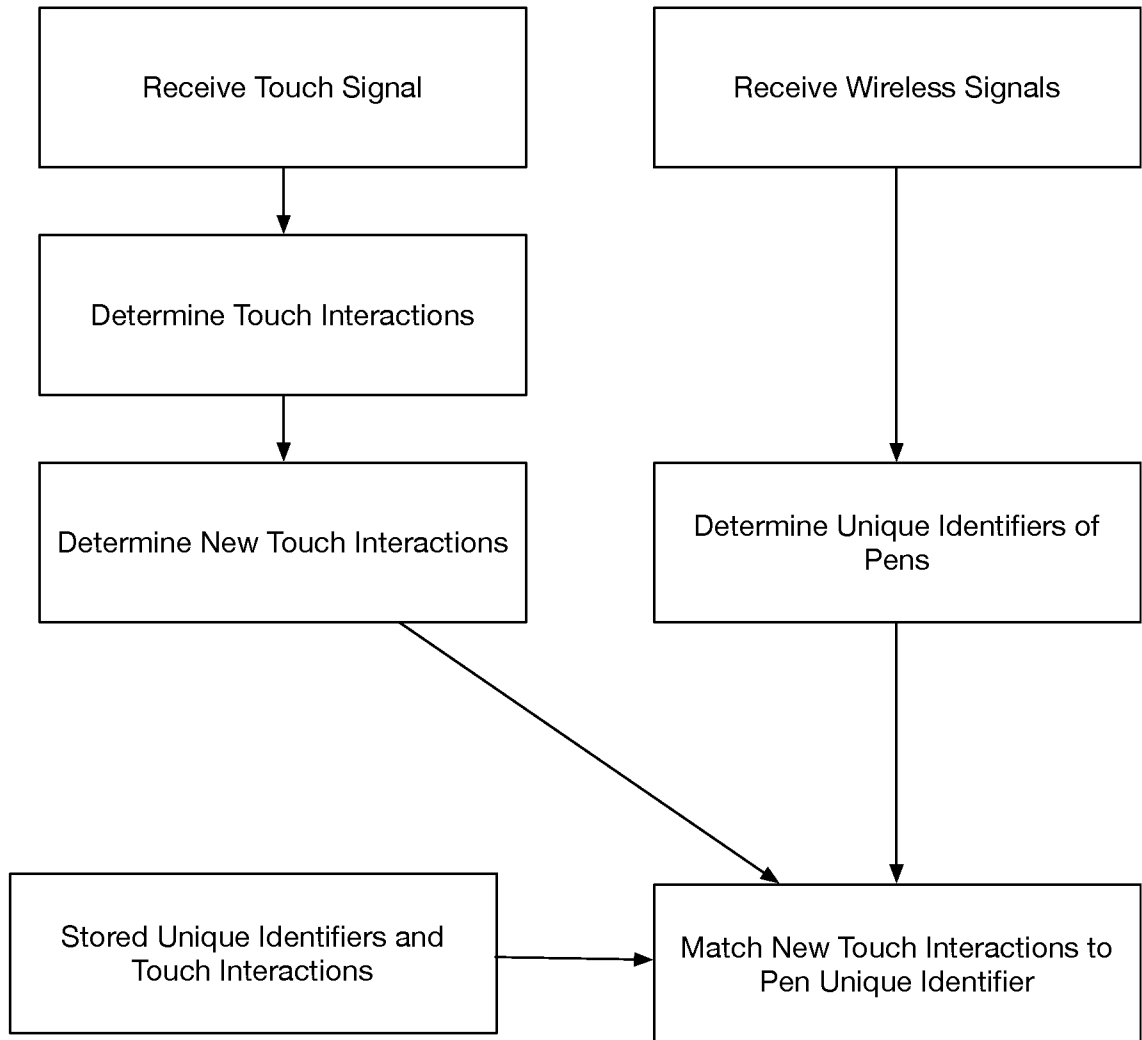 Receive Touch Signal
Receive Wireless Signals
Determine Touch Interactions
Determine New Touch Interactions
Determine Unique Identifiers of
Pens
Stored Unique Identifiers and
Touch Interactions
Match New Touch Interactions to
Pen Unique Identifier